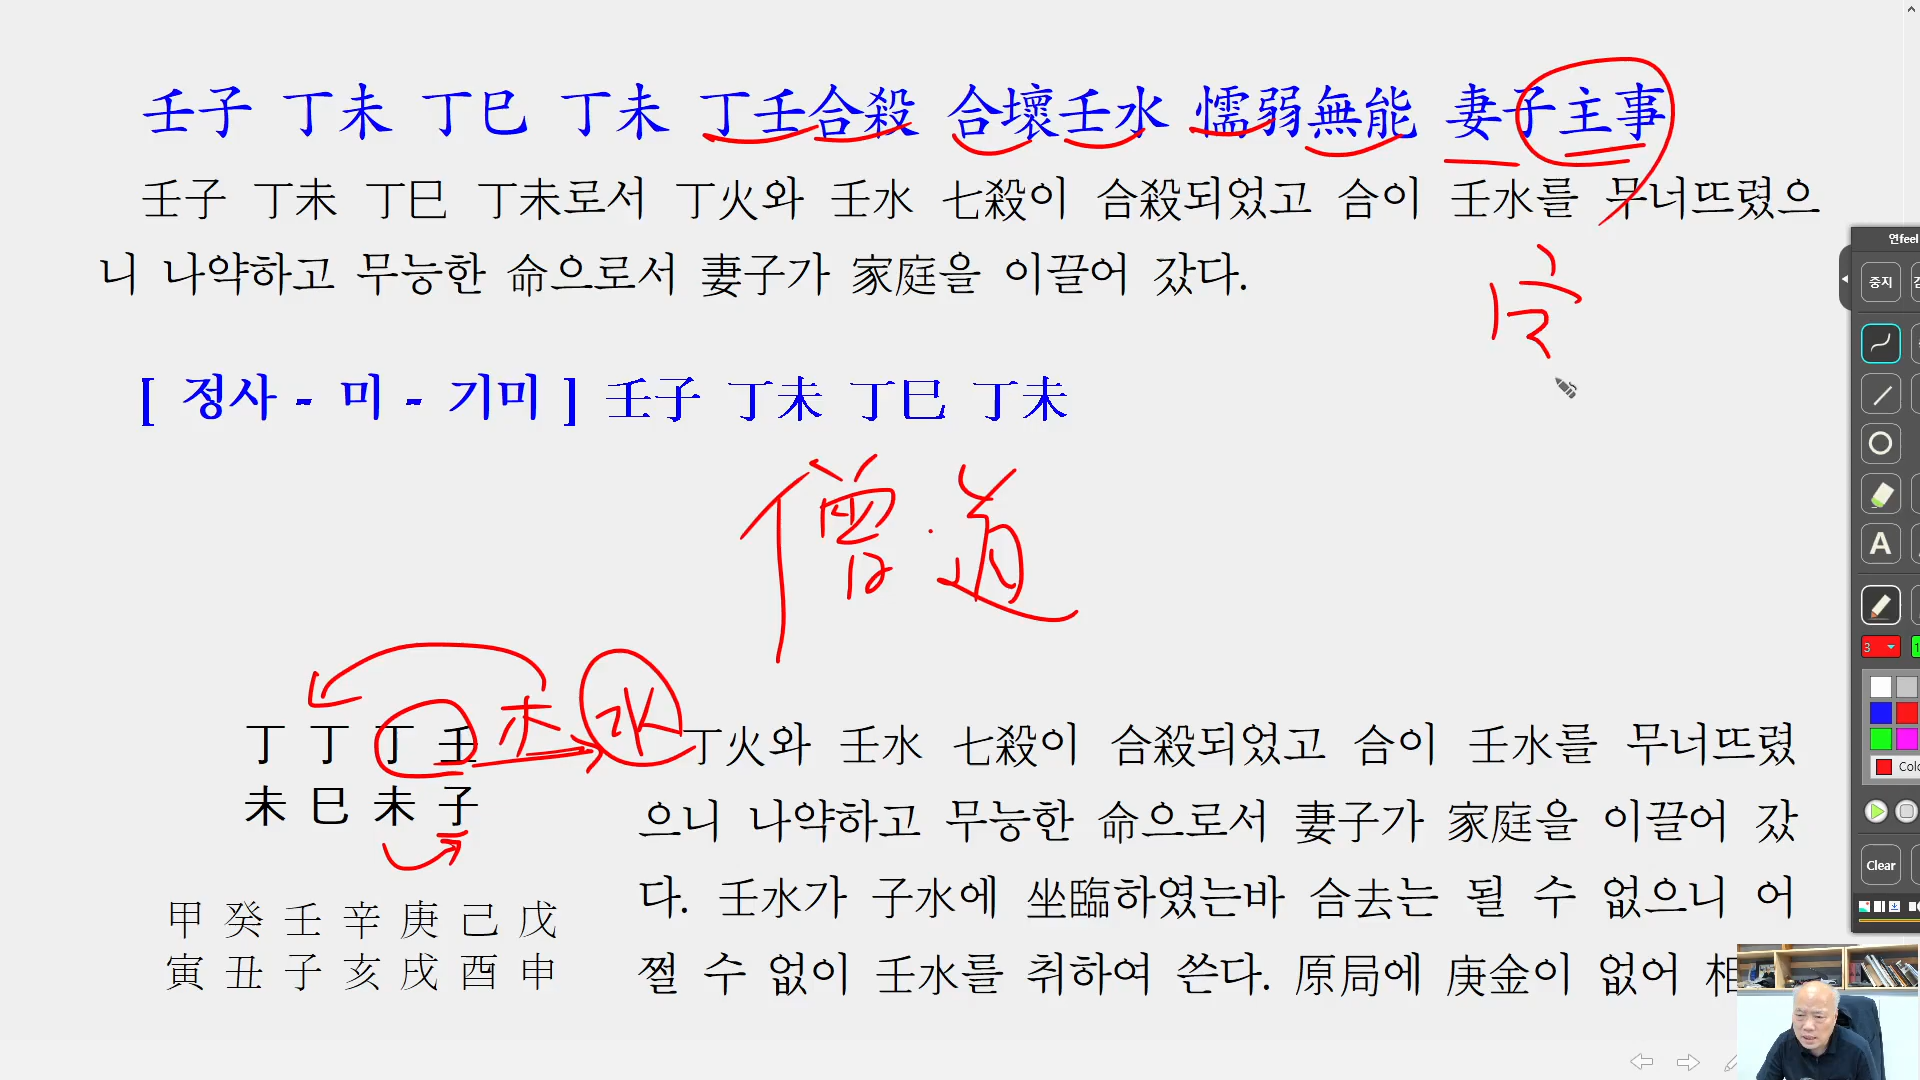 壬子 丁未 丁巳 丁未 丁壬合殺 合壞壬水 懦弱無能 妻子主事
壬子 丁未 丁巳 丁未로서 丁火와 壬水 七殺이 合殺되었고 合이 壬水를 무너뜨렸으
니 나약하고 무능한 命으로서 妻子가 家庭을 이끌어 갔다.
[ 정사 - 미 - 기미 ] 壬子 丁未 丁巳 丁未
僧·道
木 水
丁 丁 丁 壬
未 巳 未 子
甲 癸 壬 辛 庚 己 戊
寅 丑 子 亥 戌 酉 申
丁火와 壬水 七殺이 合殺되었고 合이 壬水를 무너뜨렸
으니 나약하고 무능한 命으로서 妻子가 家庭을 이끌어 갔
다. 壬水가 子水에 坐臨하였는바 合去는 될 수 없으니 어
쩔 수 없이 壬水를 취하여 쓴다. 原局에 庚金이 없어 相
연feel
중지
A
3
Clear